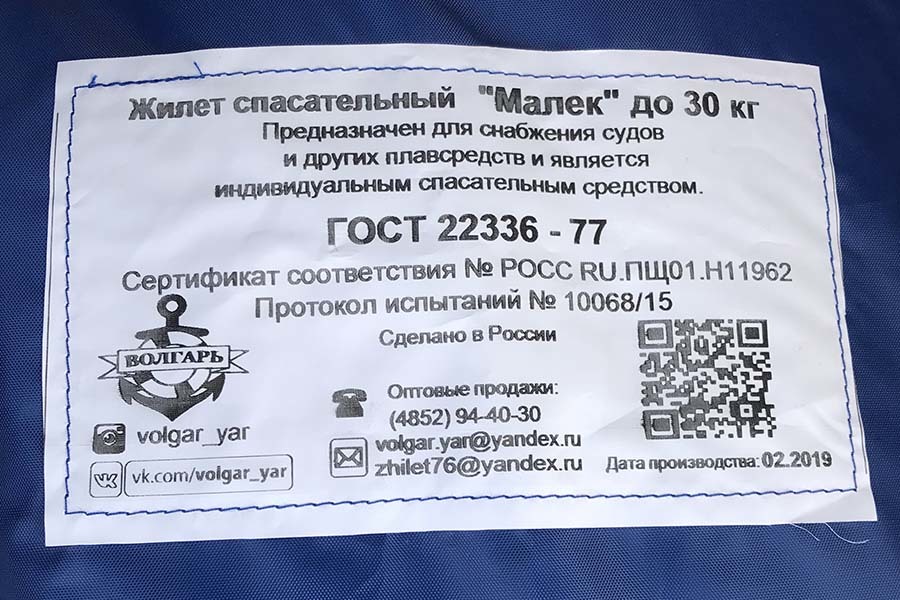 Жилет спасательный "Малек" до 30 кг
Предназначен для снабжения судов
и других плавсредств и является
индивидуальным спасательным средством.
ГОСТ 22336 - 77
Сертификат соответствия № РОСС RU.ПЩ01.Н11962
Протокол испытаний № 10068/15
Сделано в России
ВОЛГАРЬ
Оптовые продажи:
(4852) 94-40-30
volgar_yar
volgar.yar@yandex.ru
vk.com/volgar_yar
zhilet76@yandex.ru
Дата производства: 02.2019